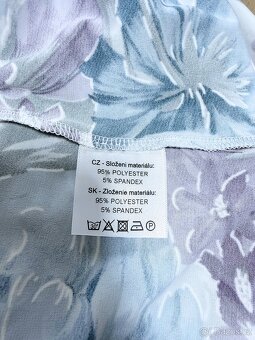 CZ - Složení materiálu:
95% POLYESTER
5% SPANDEX
SK - Zloženie materiálu:
95% POLYESTER
5% SPANDEX